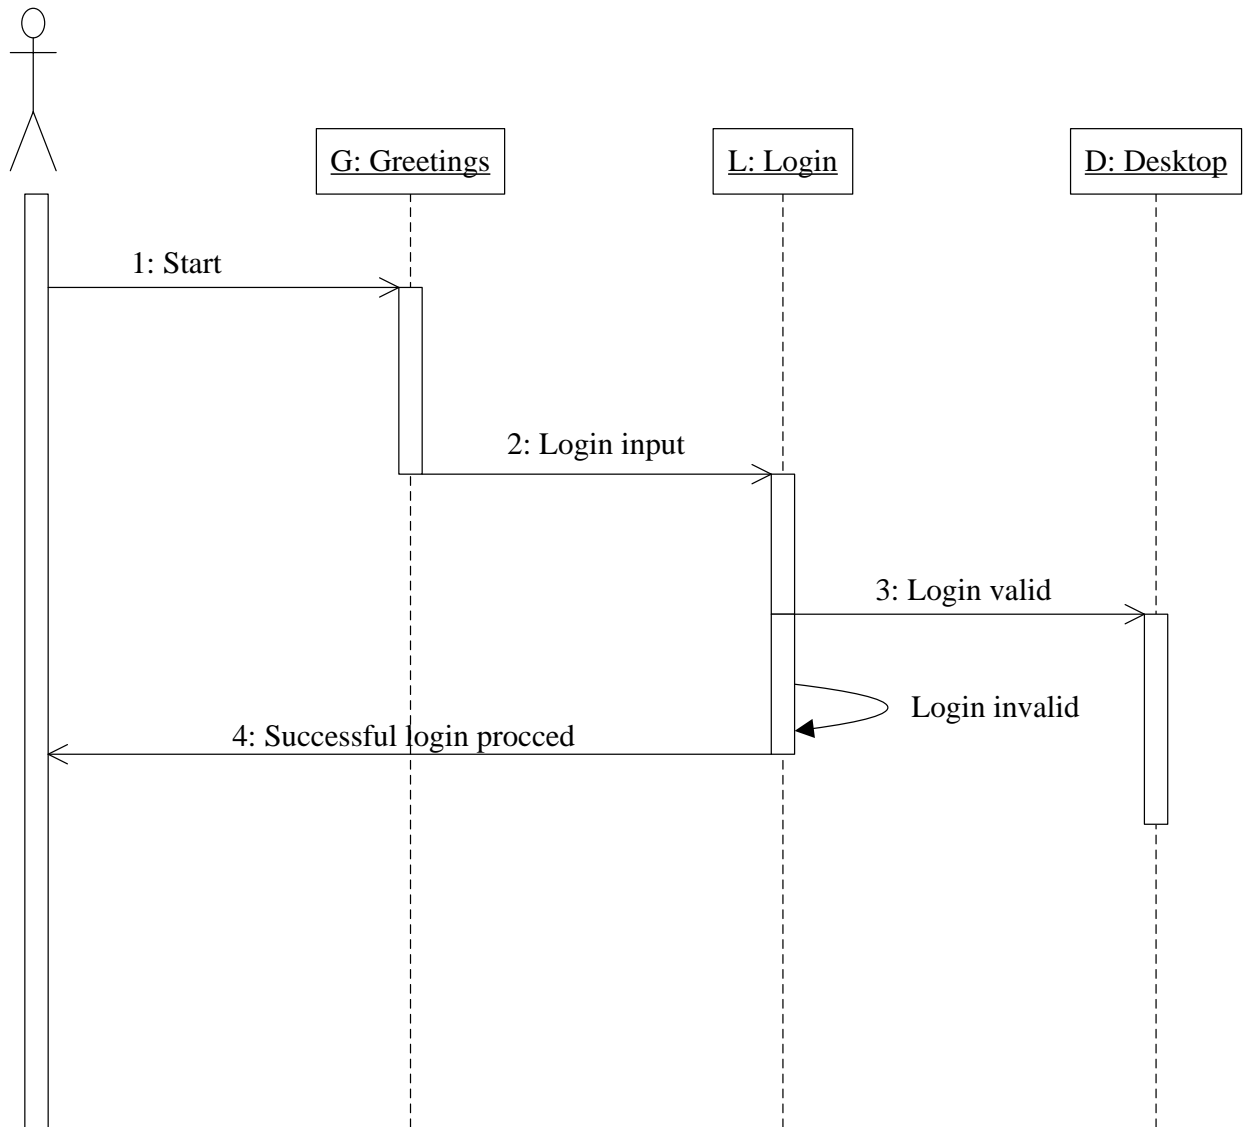 G: Greetings
L: Login
D: Desktop
1: Start
2: Login input
3: Login valid
Login invalid
4: Successful login procced